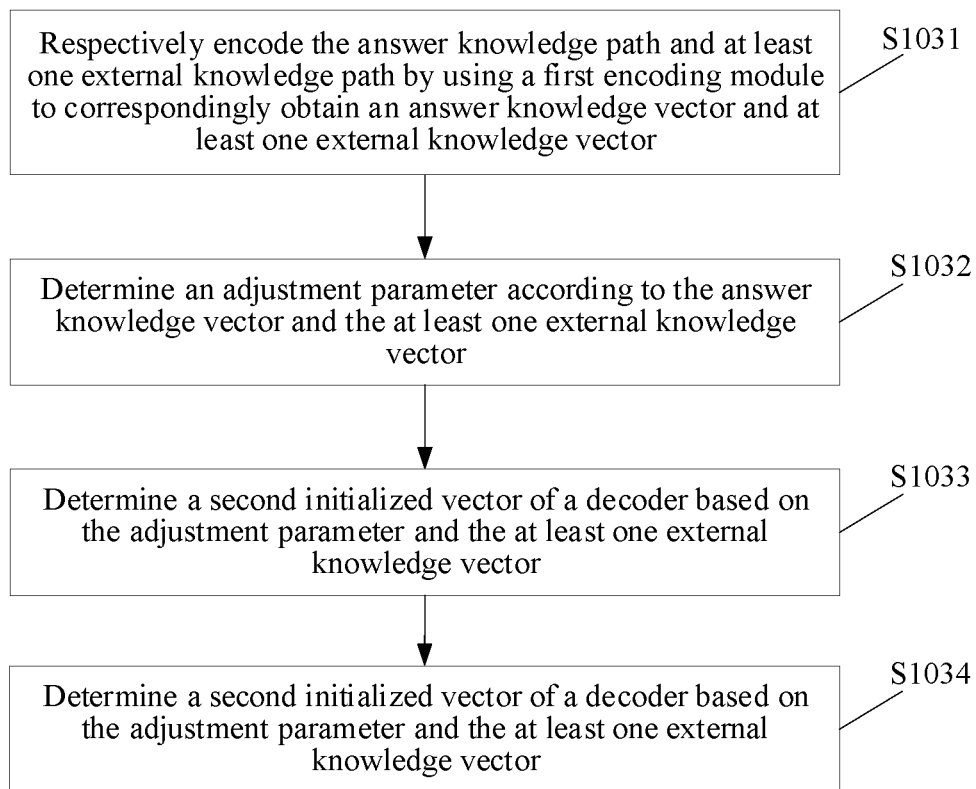 Respectively encode the answer knowledge path and at least
one external knowledge path by using a first encoding module
to correspondingly obtain an answer knowledge vector and at
least one external knowledge vector
S1031
Determine an adjustment parameter according to the answer
knowledge vector and the at least one external knowledge
vector
S1032
Determine a second initialized vector of a decoder based on
the adjustment parameter and the at least one external
knowledge vector
S1033
Determine a second initialized vector of a decoder based on
the adjustment parameter and the at least one external
knowledge vector
S1034